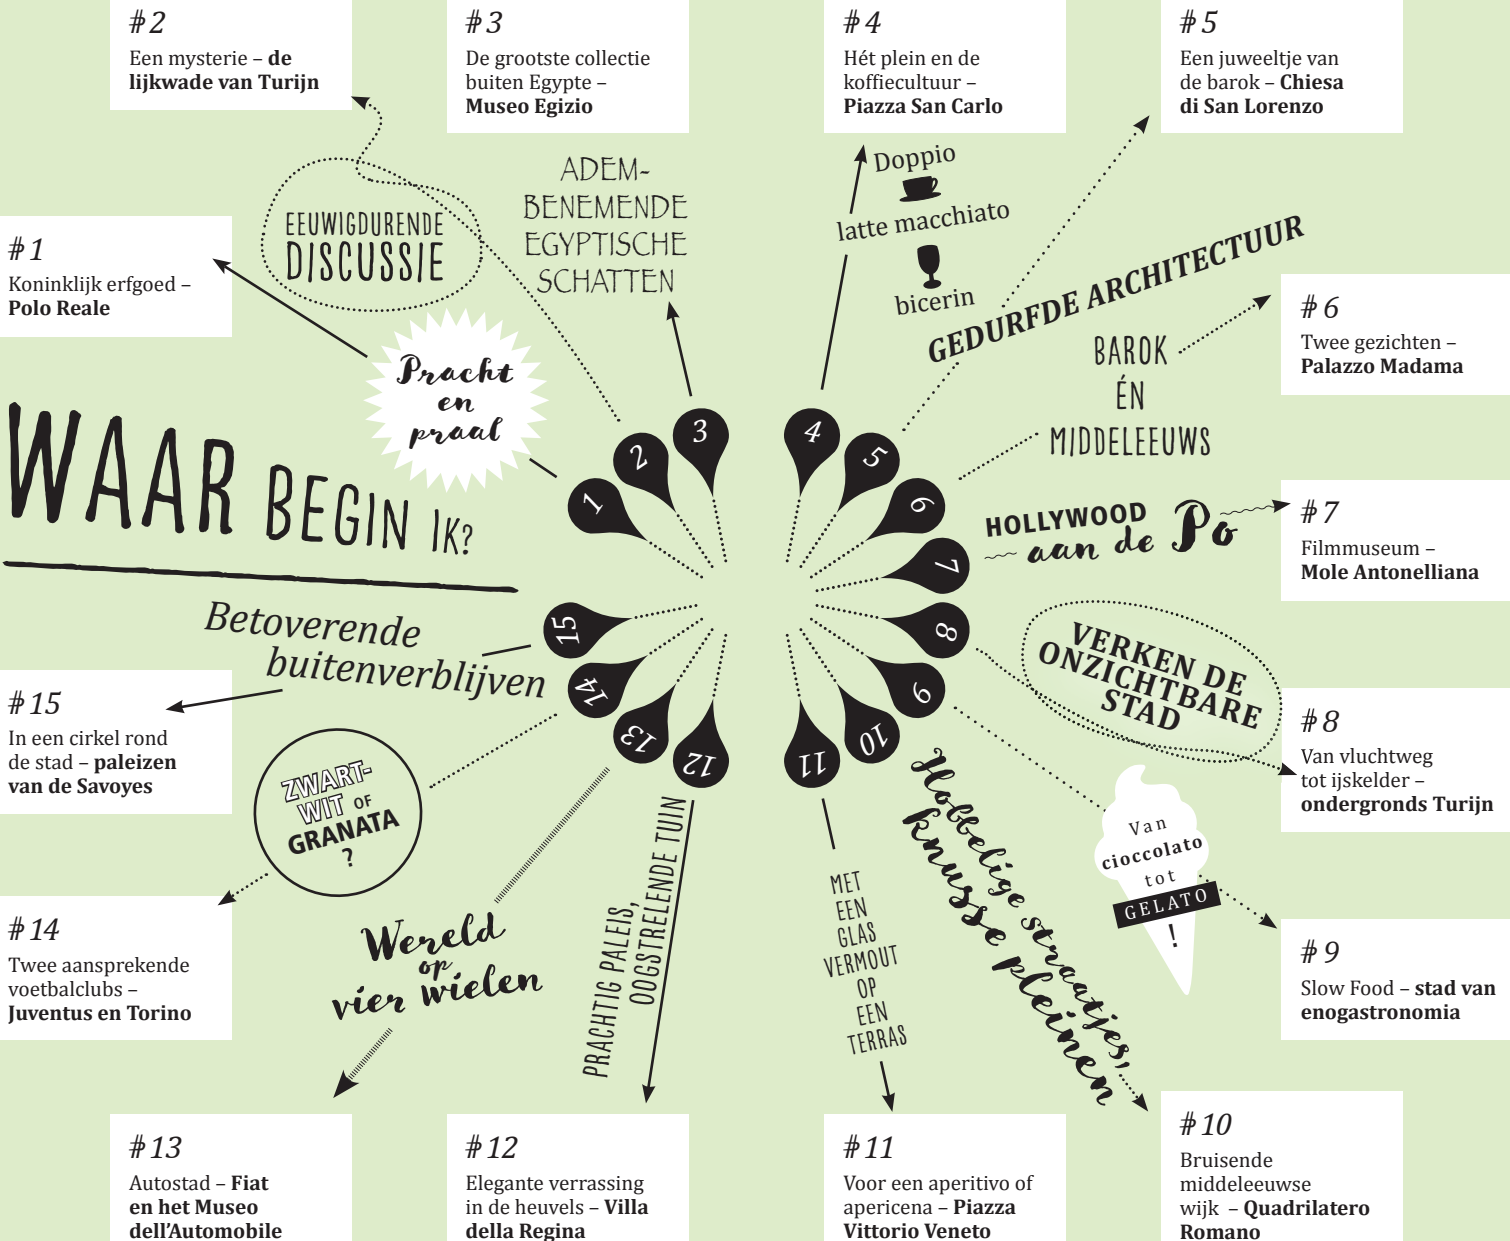 #2
Een mysterie – de
lijkwade van Turijn
#3
De grootste collectie
buiten Egypte –
Museo Egizio
#4
Hét plein en de
koffiecultuur –
Piazza San Carlo
#5
Een juweeltje van
de barok – Chiesa
di San Lorenzo
#1
Koninklijk erfgoed –
Polo Reale
EEUWIGDURENDE
DISCUSSIE
ADEM-
BENEMENDE
EGYPTISCHE
SCHATTEN
Doppio
latte macchiato
bicerin
GEDURFDE ARCHITECTUUR
#6
Twee gezichten –
Palazzo Madama
BAROK
ÉN
MIDDELEEUWS
Pracht
en
praal
WAAR BEGIN IK?
1
2
3
4
5
6
7
8
9
10
11
12
13
14
15
HOLLYWOOD
aan de Po
#7
Filmmuseum –
Mole Antonelliana
Betoverende
buitenverblijven
VERKEN DE
ONZICHTBARE
STAD
#15
In een cirkel rond
de stad – paleizen
van de Savoyes
#8
Van vluchtweg
tot ijskelder –
ondergronds Turijn
ZWART-
WIT OF
GRANATA
?
Van
cioccolato
tot
GELATO
!
Hobbelige straatjes,
knusse pleinen
MET
EEN
GLAS
VERMOUT
OP
EEN
TERRAS
PRACHTIG PALEIS,
OOGSTRELENDE TUIN
Wereld
op
vier wielen
#14
Twee aansprekende
voetbalclubs –
Juventus en Torino
#9
Slow Food – stad van
enogastronomia
#13
Autostad – Fiat
en het Museo
dell'Automobile
#12
Elegante verrassing
in de heuvels – Villa
della Regina
#11
Voor een aperitivo of
apericena – Piazza
Vittorio Veneto
#10
Bruisende
middeleeuwse
wijk – Quadrilatero
Romano